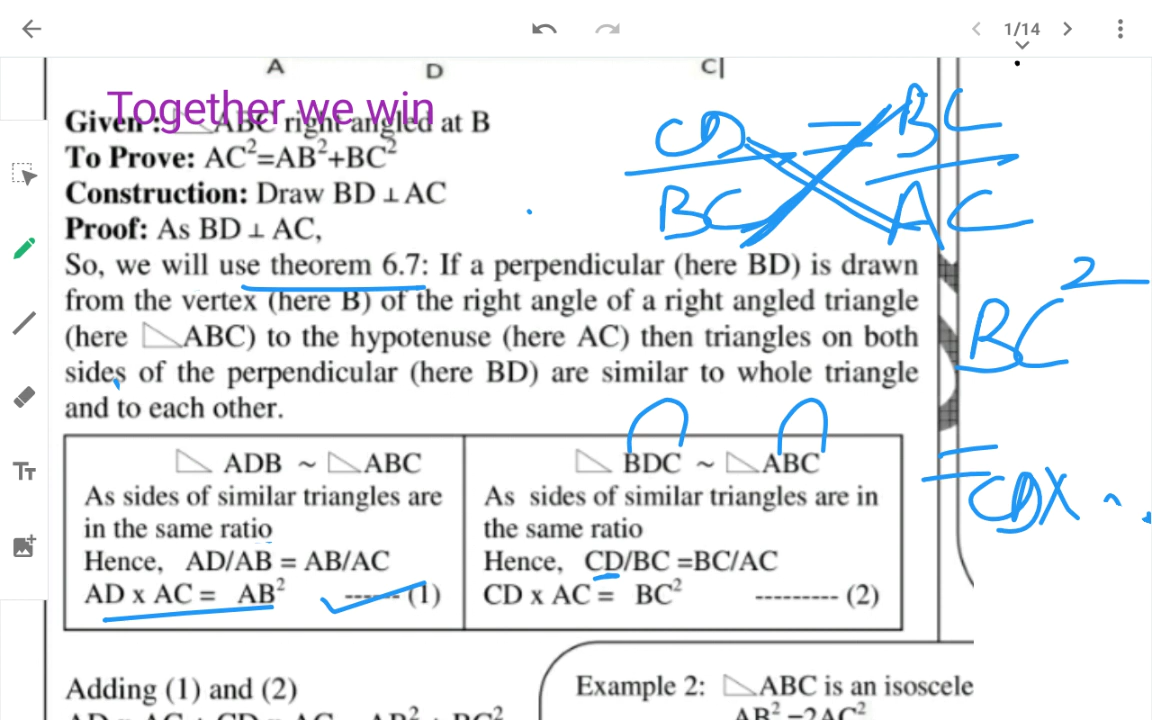 1/14
A D C
Together we win
Given : ABC right angled at B
To Prove: AC²=AB²+BC²
Construction: Draw BD ⊥ AC
Proof: As BD ⊥ AC,
So, we will use theorem 6.7: If a perpendicular (here BD) is drawn
from the vertex (here B) of the right angle of a right angled triangle
(here ◺ABC) to the hypotenuse (here AC) then triangles on both
sides of the perpendicular (here BD) are similar to whole triangle
and to each other.
◺ ADB ~ ◺ABC
As sides of similar triangles are
in the same ratio
Hence, AD/AB = AB/AC
AD x AC = AB² ------ (1)
◺ BDC ~ ◺ABC
As sides of similar triangles are in
the same ratio
Hence, CD/BC =BC/AC
CD x AC = BC² --------- (2)
CD = BC
BC AC
BC²
= CDX
Adding (1) and (2)
Example 2: ◺ABC is an isoscele
Tт